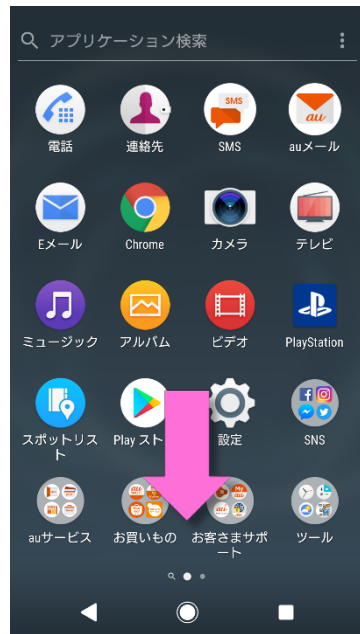 アプリケーション検索
SMS
au
電話
連絡先
SMS
auメール
Eメール
Chrome
カメラ
テレビ
ミュージック
アルバム
ビデオ
PlayStation
スポットリス
ト
Play スト
設定
SNS
auサービス
お買いもの
お客さまサポ
ート
ツール